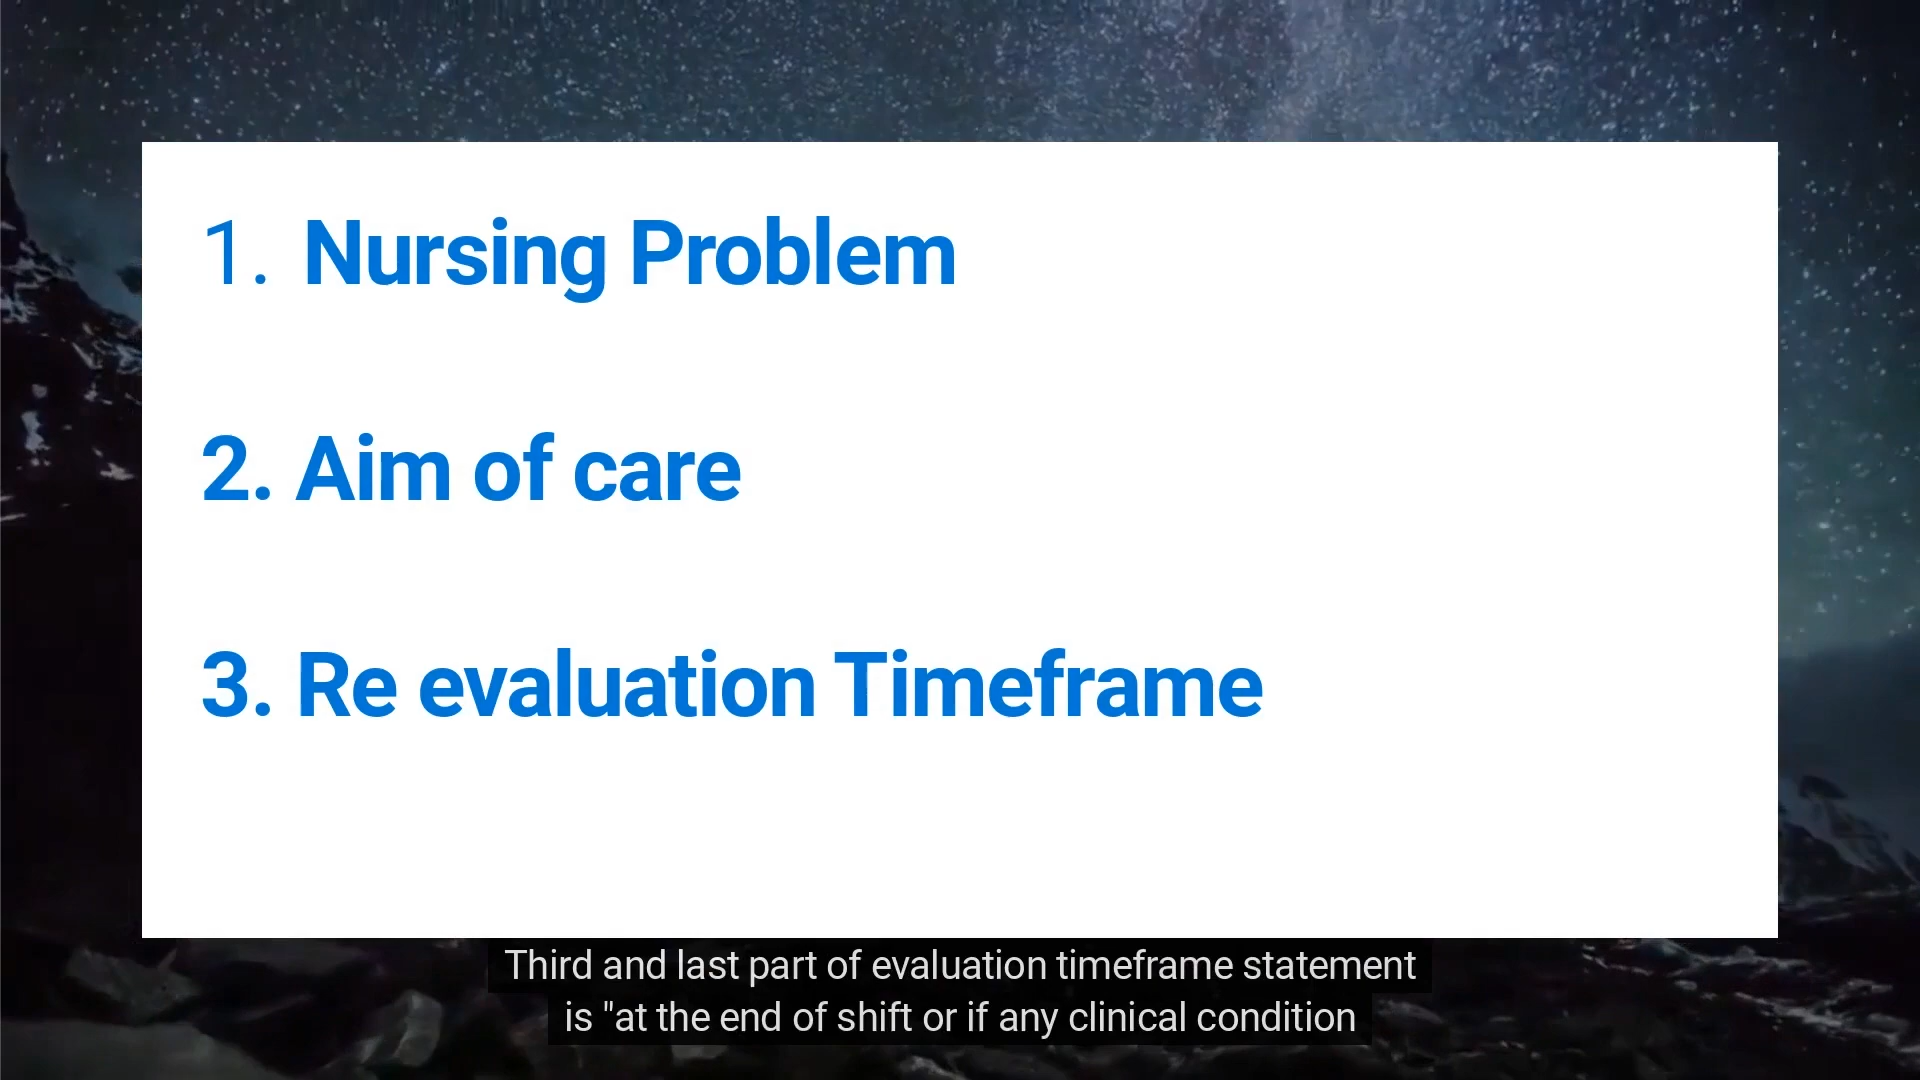 1. Nursing Problem
2. Aim of care
3. Re evaluation Timeframe
Third and last part of evaluation timeframe statement
is "at the end of shift or if any clinical condition